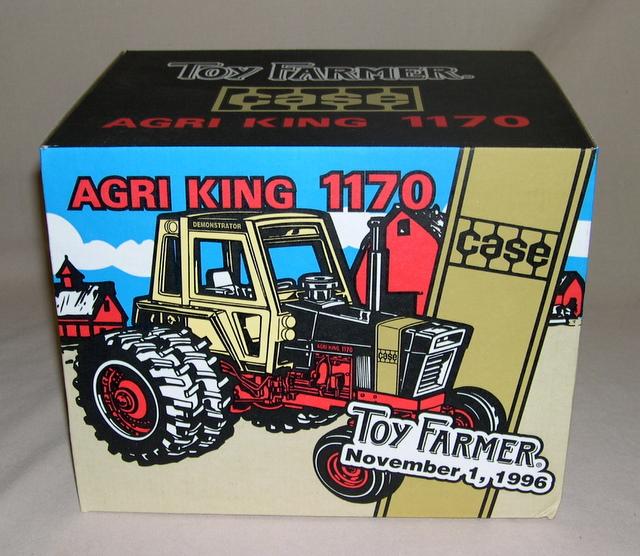 TOY FARMER®
CASE
AGRI KING 1170
AGRI KING 1170
DEMONSTRATOR
case
AGRI KING 1170
case
TOY FARMER®
November 1, 1996